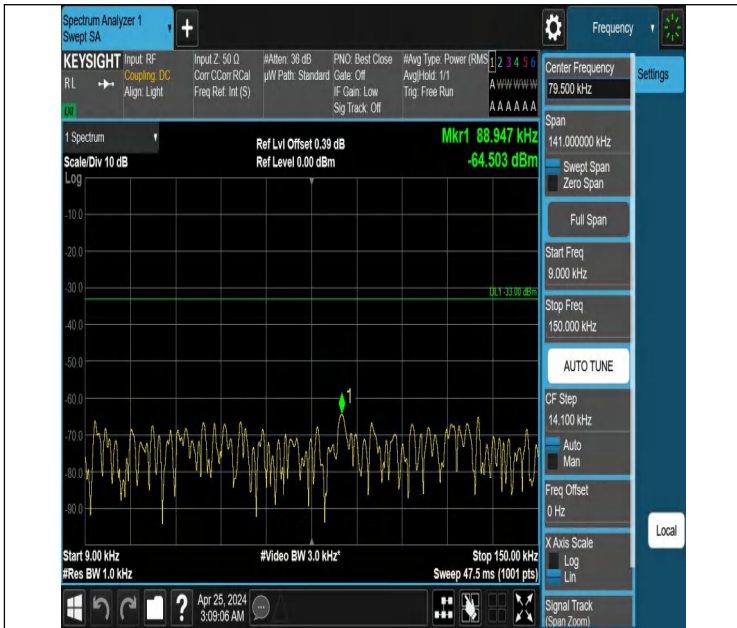 Spectrum Analyzer 1
Swept SA
+
Frequency
KEYSIGHT
RL
Input: RF
Coupling: DC
Align: Light
Input Z: 50 Ω
Corr CCorr RCal
Freq Ref: Int (S)
#Atten: 36 dB
µW Path: Standard
PNO: Best Close
Gate: Off
IF Gain: Low
Sig Track: Off
#Avg Type: Power (RMS
Avg|Hold: 1/1
Trig: Free Run
1 2 3 4 5 6
A W W W W W
A A A A A A
1 Spectrum
Scale/Div 10 dB
Log
Ref Lvl Offset 0.39 dB
Ref Level 0.00 dBm
Mkr1 88.947 kHz
-64.503 dBm
-10.0
-20.0
-30.0
DL1 -33.00 dBm
-40.0
-50.0
-60.0
1
-70.0
-80.0
-90.0
Start 9.00 kHz
#Res BW 1.0 kHz
#Video BW 3.0 kHz*
Stop 150.00 kHz
Sweep 47.5 ms (1001 pts)
Apr 25, 2024
3:09:06 AM
Center Frequency
79.500 kHz
Settings
Span
141.000000 kHz
Swept Span
Zero Span
Full Span
Start Freq
9.000 kHz
Stop Freq
150.000 kHz
AUTO TUNE
CF Step
14.100 kHz
Auto
Man
Freq Offset
0 Hz
X Axis Scale
Log
Lin
Local
Signal Track
(Span Zoom)